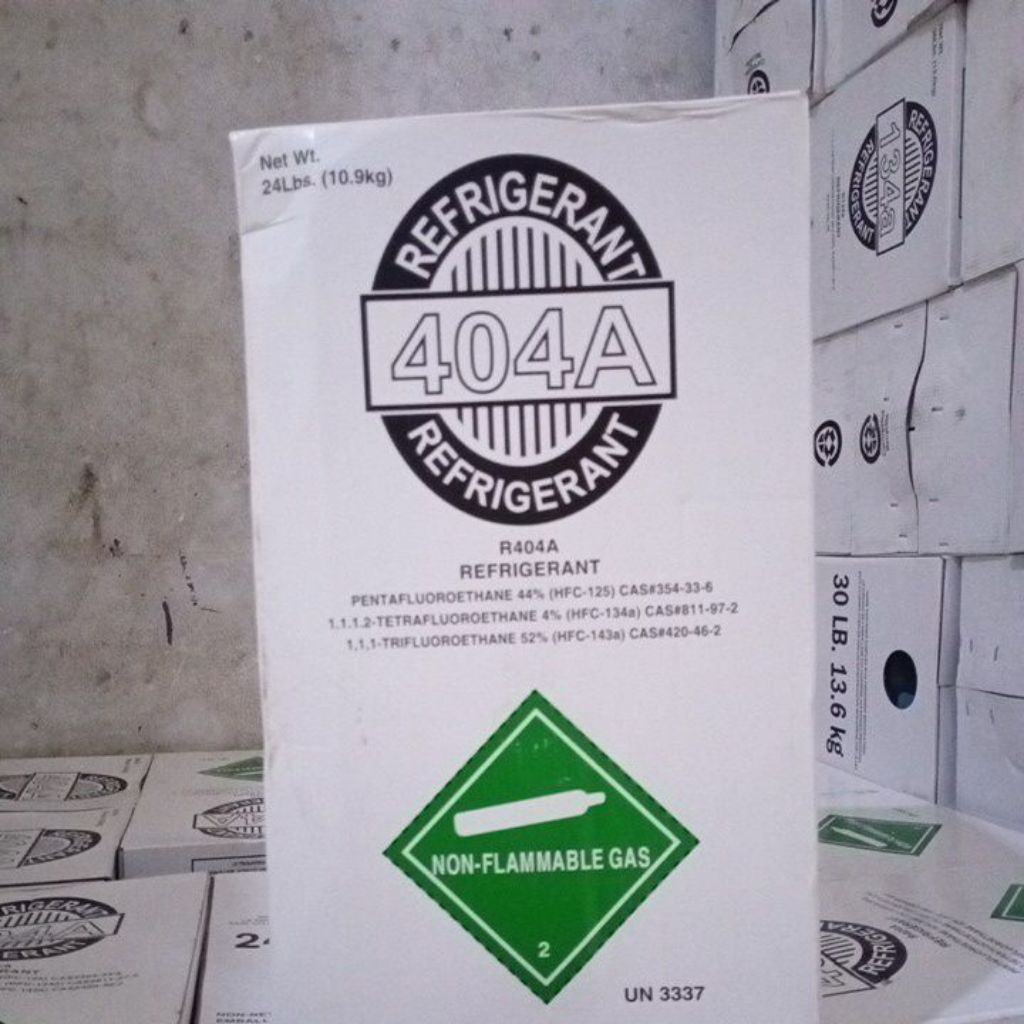 Net Wt.
24Lbs. (10.9kg)
REFRIGERANT
404A
REFRIGERANT
R404A
REFRIGERANT
PENTAFLUOROETHANE 44% (HFC-125) CAS#354-33-6
1,1,1,2-TETRAFLUOROETHANE 4% (HFC-134a) CAS#811-97-2
1,1,1-TRIFLUOROETHANE 52% (HFC-143a) CAS#420-46-2
NON-FLAMMABLE GAS
2
UN 3337
REFRIGERANT
134a
REFRIGERANT
30 LB. 13.6 kg
REFRIGERANT